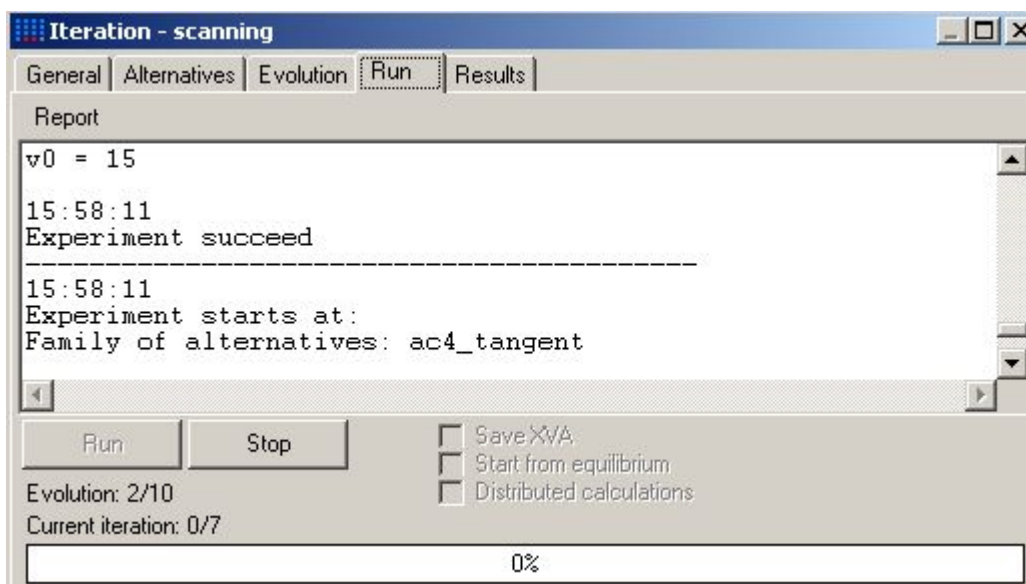 Iteration - scanning
General Alternatives Evolution Run Results
Report
v0 = 15
15:58:11
Experiment succeed
------------------------------------------
15:58:11
Experiment starts at:
Family of alternatives: ac4_tangent
Run Stop
Save XVA
Start from equilibrium
Distributed calculations
Evolution: 2/10
Current iteration: 0/7
0%